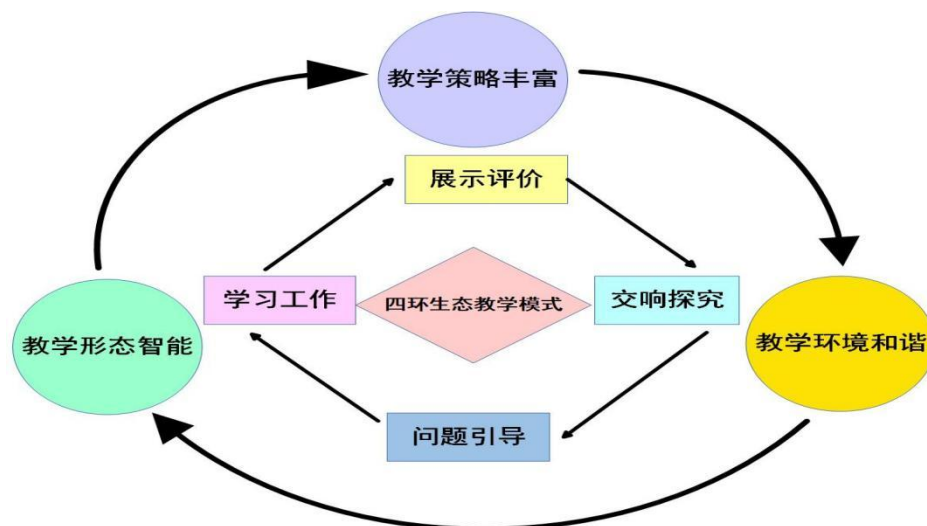 教学策略丰富
展示评价
学习工作
四环生态教学模式
交响探究
教学形态智能
教学环境和谐
问题引导